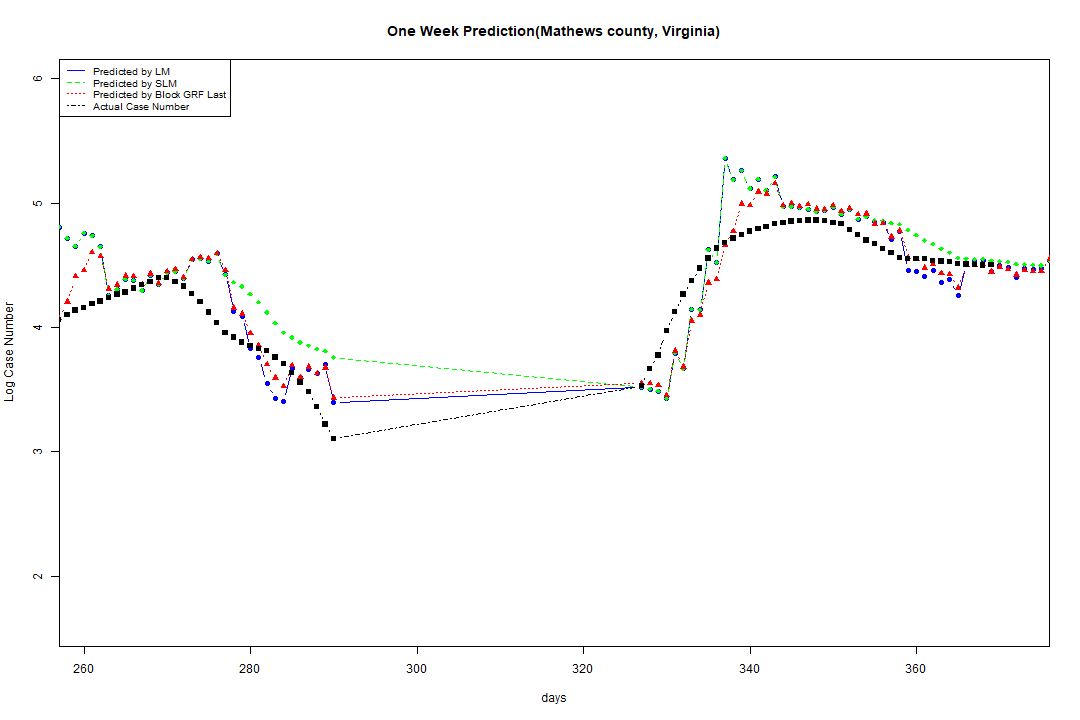 One Week Prediction(Mathews county, Virginia)
Predicted by LM
Predicted by SLM
Predicted by Block GRF Last
Actual Case Number
6
5
4
3
2
Log Case Number
260 280 300 320 340 360
days